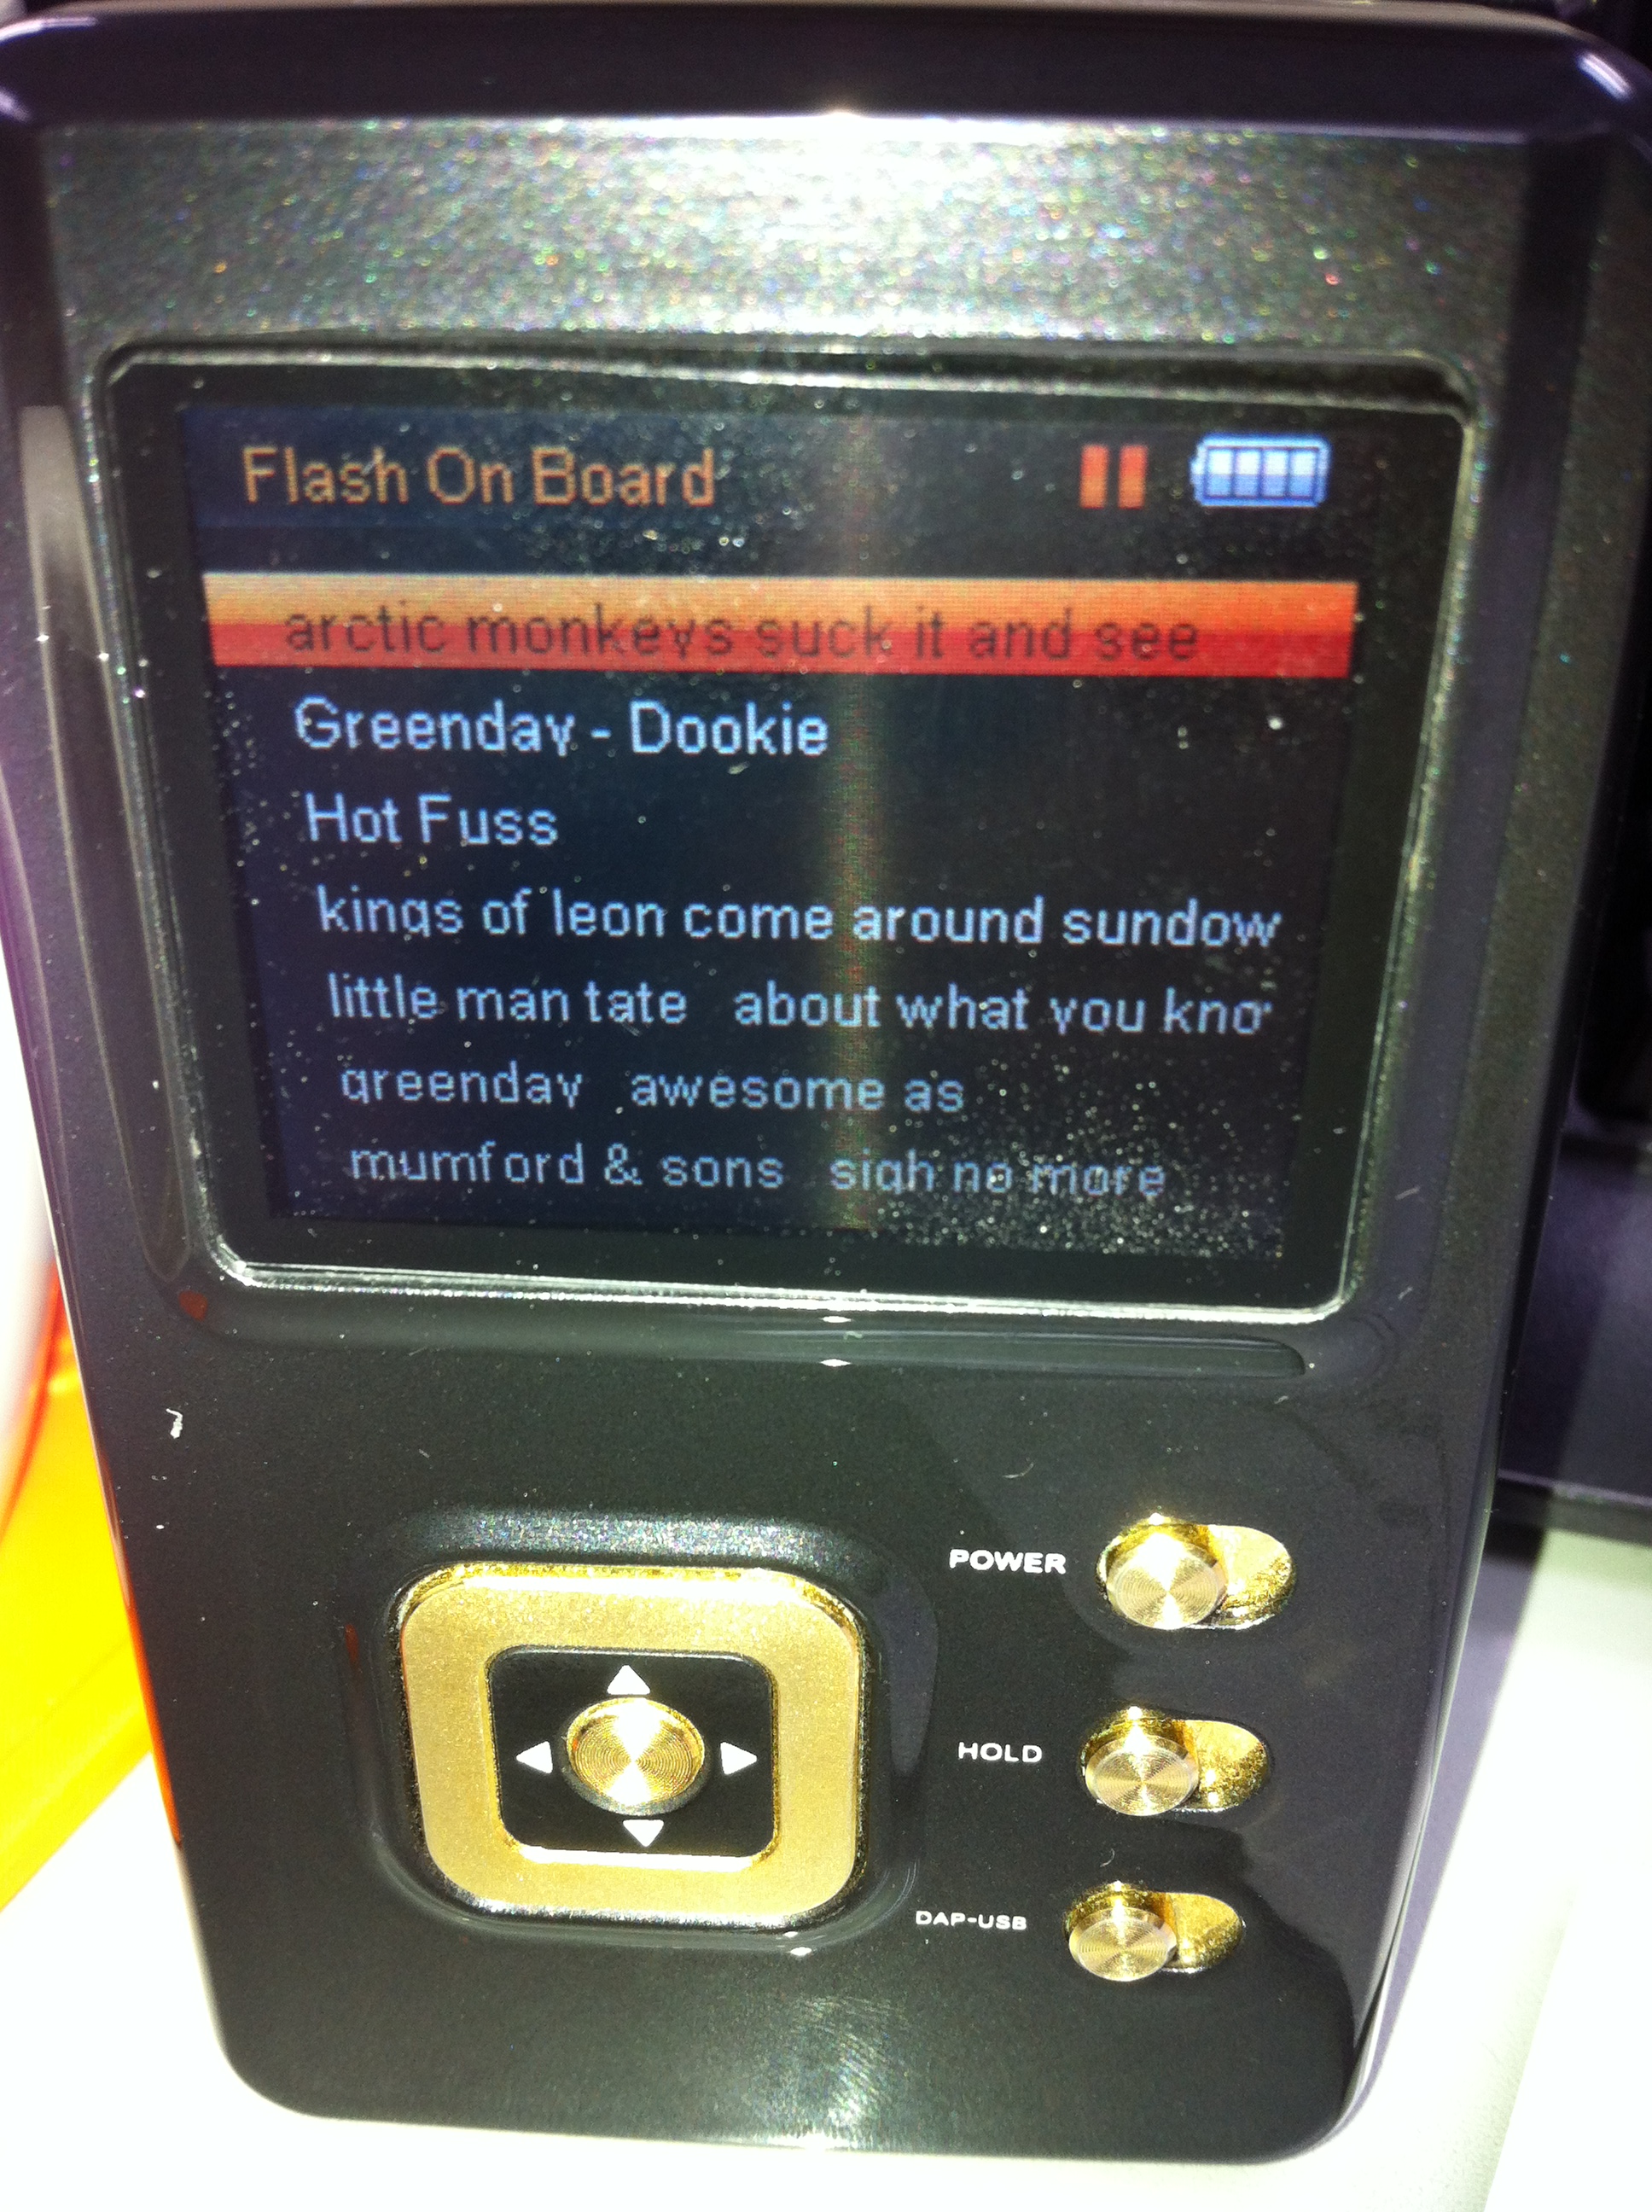 Flash On Board
arctic monkeys suck it and see
Greenday - Dookie
Hot Fuss
kings of leon come around sundow
little man tate about what you kno
greenday awesome as
mumford & sons sigh no more
POWER
HOLD
DAP-USB